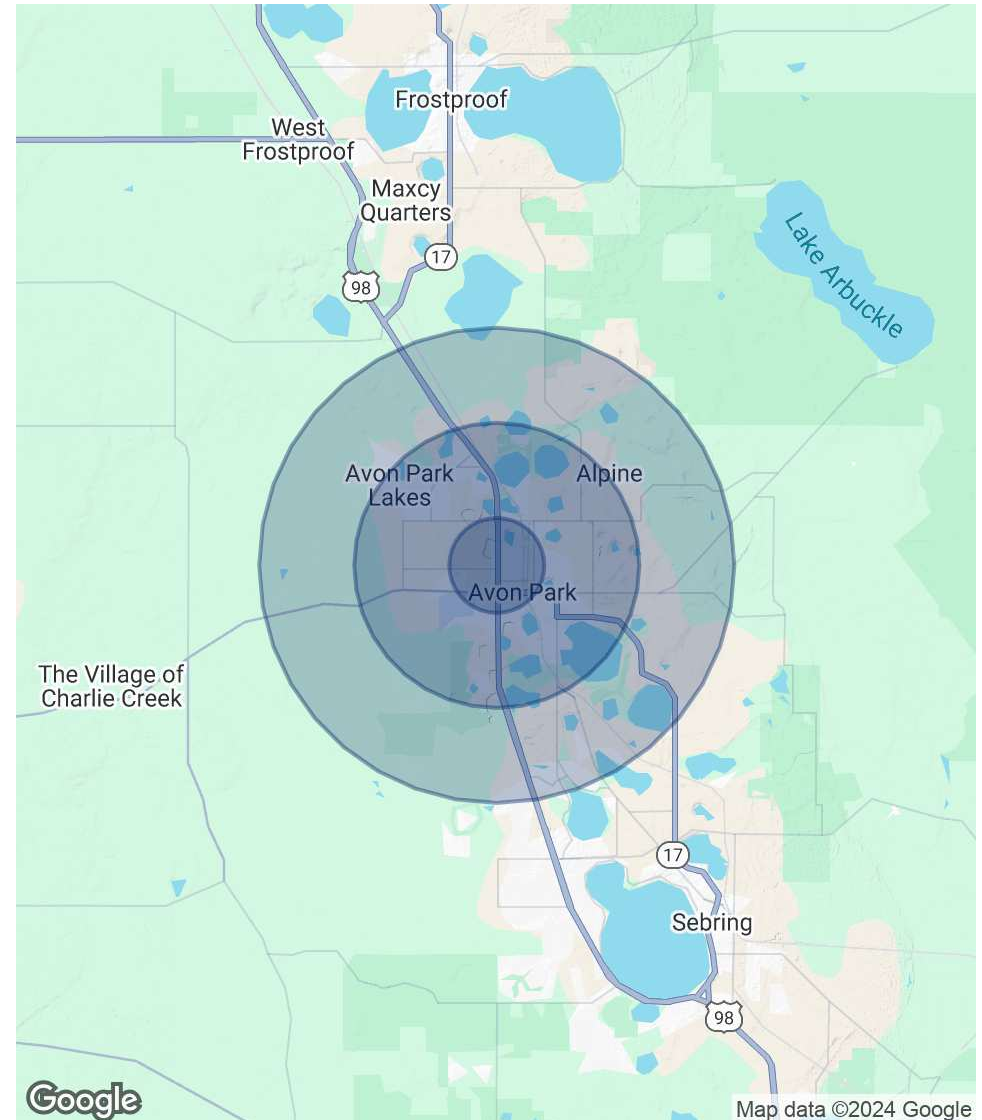 Frostproof
West
Frostproof
Maxcy
Quarters
17
98
Lake Arbuckle
Avon Park
Lakes
Alpine
Avon Park
The Village of
Charlie Creek
17
Sebring
98
Google
Map data ©2024 Google